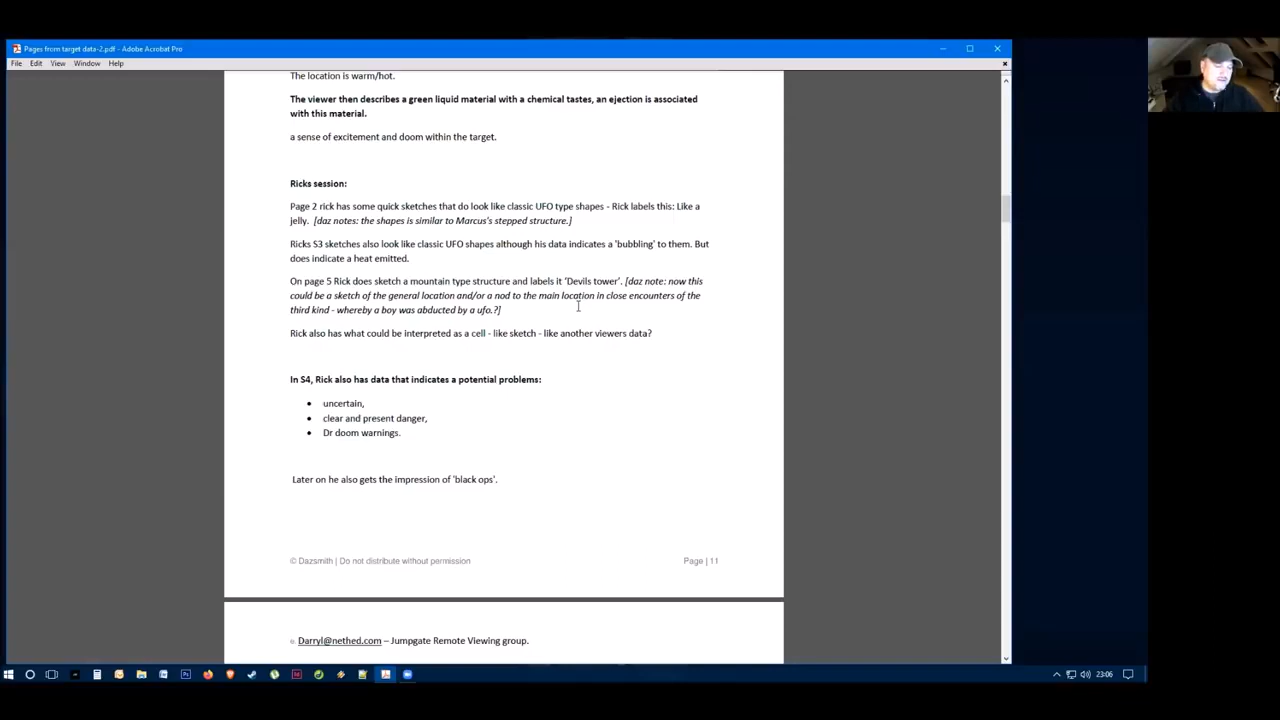 Pages from target data-2.pdf - Adobe Acrobat Pro
File Edit View Window Help
The location is warm/hot.
The viewer then describes a green liquid material with a chemical tastes, an ejection is associated
with this material.
a sense of excitement and doom within the target.
Ricks session:
Page 2 rick has some quick sketches that do look like classic UFO type shapes - Rick labels this: Like a
jelly. [daz notes: the shapes is similar to Marcus's stepped structure.]
Ricks S3 sketches also look like classic UFO shapes although his data indicates a 'bubbling' to them. But
does indicate a heat emitted.
On page 5 Rick does sketch a mountain type structure and labels it 'Devils tower'. [daz note: now this
could be a sketch of the general location and/or a nod to the main location in close encounters of the
third kind - whereby a boy was abducted by a ufo.?]
Rick also has what could be interpreted as a cell - like sketch - like another viewers data?
In S4, Rick also has data that indicates a potential problems:
• uncertain,
• clear and present danger,
• Dr doom warnings.
Later on he also gets the impression of 'black ops'.
© Dazsmith | Do not distribute without permission Page | 11
o. Darryl@nethed.com – Jumpgate Remote Viewing group.
23:06